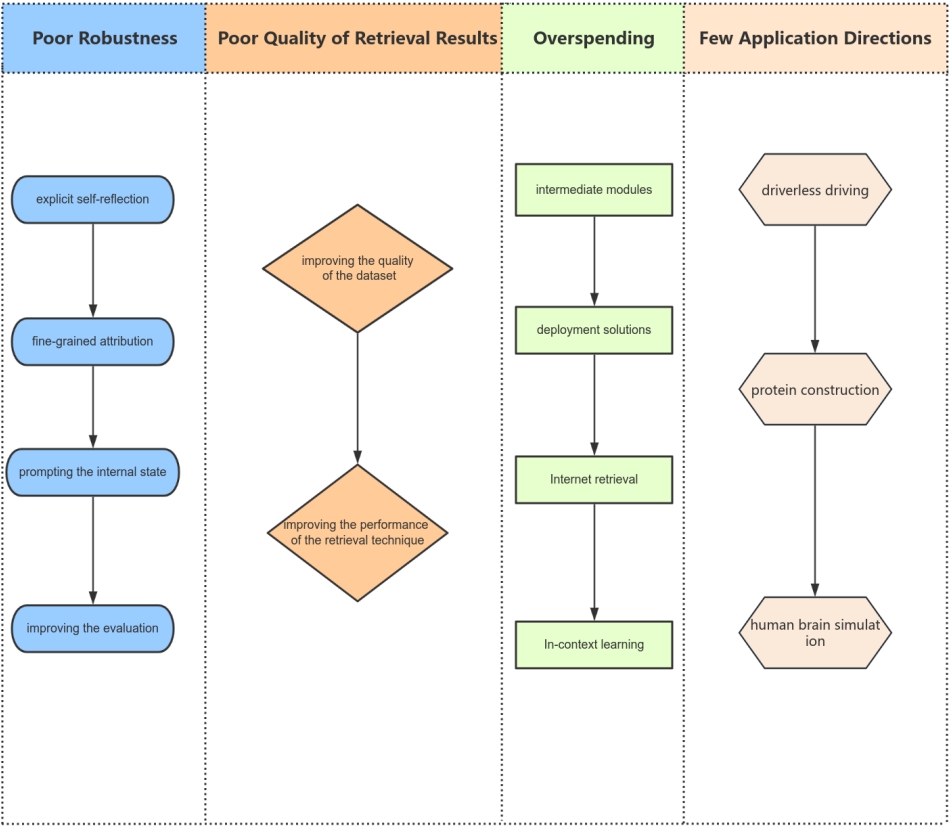 Poor Robustness
Poor Quality of Retrieval Results
Overspending
Few Application Directions
explicit self-reflection
fine-grained attribution
prompting the internal state
improving the evaluation
improving the quality
of the dataset
improving the performance
of the retrieval technique
intermediate modules
deployment solutions
Internet retrieval
In-context learning
driverless driving
protein construction
human brain simulat
ion